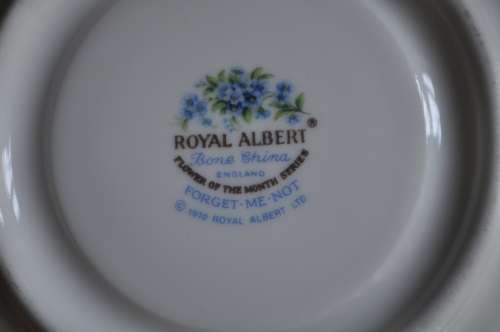 ROYAL ALBERT®
Bone China
ENGLAND
FLOWER OF THE MONTH SERIES
FORGET-ME-NOT
© 1970 ROYAL ALBERT LTD